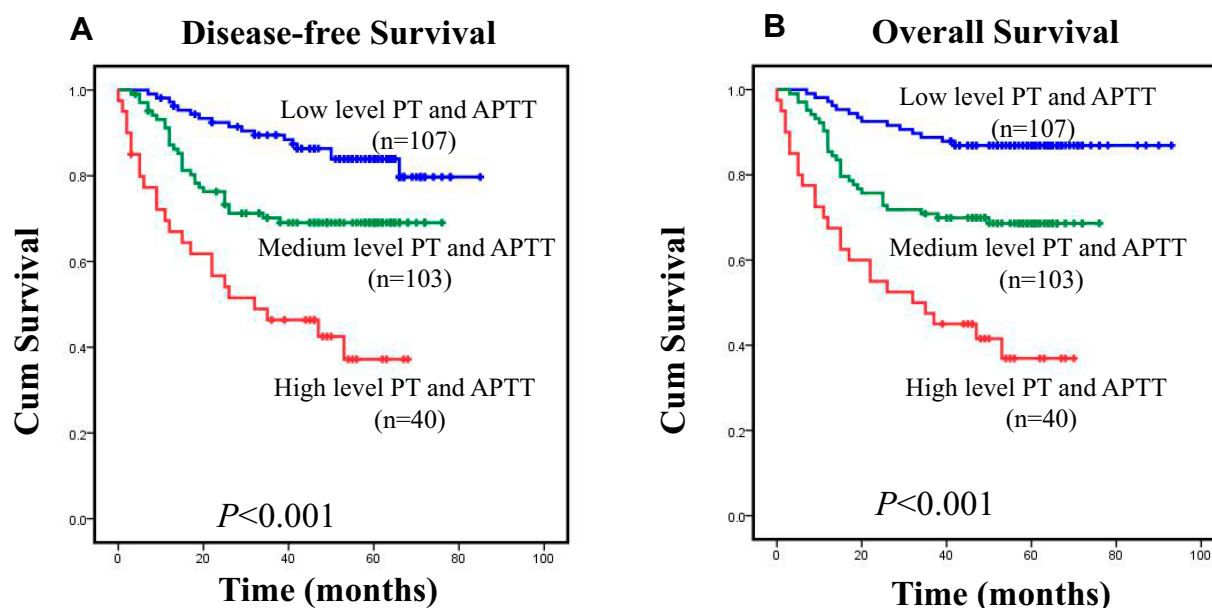 A
Disease-free Survival
Cum Survival
1.0
0.8
0.6
0.4
0.2
0.0
Low level PT and APTT
(n=107)
Medium level PT and APTT
(n=103)
High level PT and APTT
(n=40)
P<0.001
0 20 40 60 80 100
Time (months)
B
Overall Survival
Cum Survival
1.0
0.8
0.6
0.4
0.2
0.0
Low level PT and APTT
(n=107)
Medium level PT and APTT
(n=103)
High level PT and APTT
(n=40)
P<0.001
0 20 40 60 80 100
Time (months)